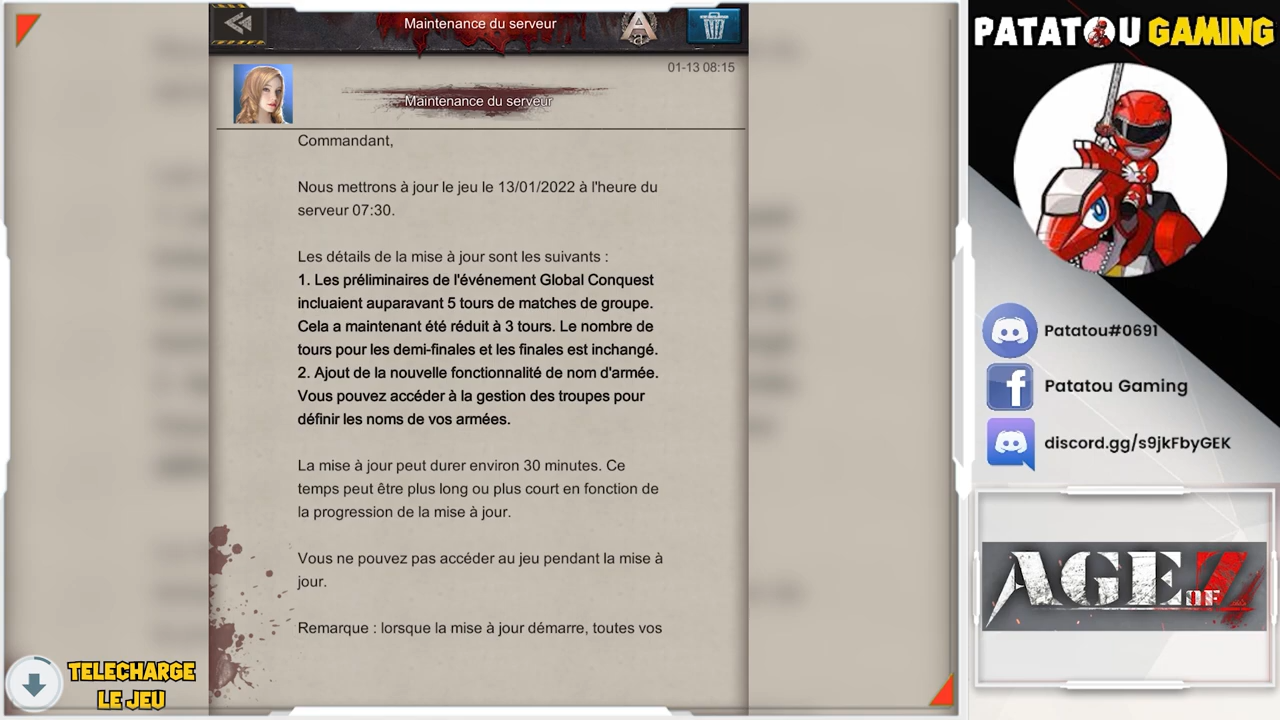 Maintenance du serveur
01-13 08:15
Maintenance du serveur
Commandant,
Nous mettrons à jour le jeu le 13/01/2022 à l'heure du
serveur 07:30.
Les détails de la mise à jour sont les suivants :
1. Les préliminaires de l'événement Global Conquest
incluaient auparavant 5 tours de matches de groupe.
Cela a maintenant été réduit à 3 tours. Le nombre de
tours pour les demi-finales et les finales est inchangé.
2. Ajout de la nouvelle fonctionnalité de nom d'armée.
Vous pouvez accéder à la gestion des troupes pour
définir les noms de vos armées.
La mise à jour peut durer environ 30 minutes. Ce
temps peut être plus long ou plus court en fonction de
la progression de la mise à jour.
Vous ne pouvez pas accéder au jeu pendant la mise à
jour.
Remarque : lorsque la mise à jour démarre, toutes vos
TELECHARGE
LE JEU
PATATOU GAMING
Patatou#0691
Patatou Gaming
discord.gg/s9jkFbyGEK
AGE OF Z